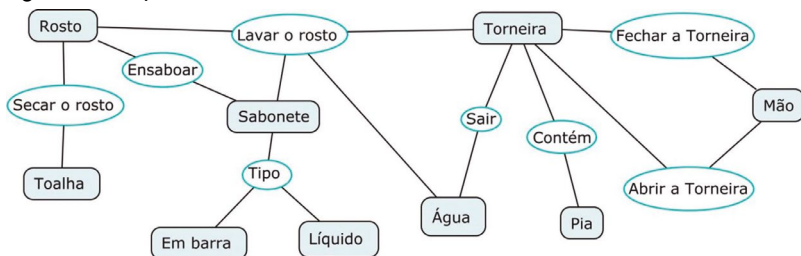 Rosto
Lavar o rosto
Torneira
Fechar a Torneira
Ensaboar
Secar o rosto
Sabonete
Sair
Contém
Mão
Toalha
Tipo
Abrir a Torneira
Água
Pia
Em barra
Líquido